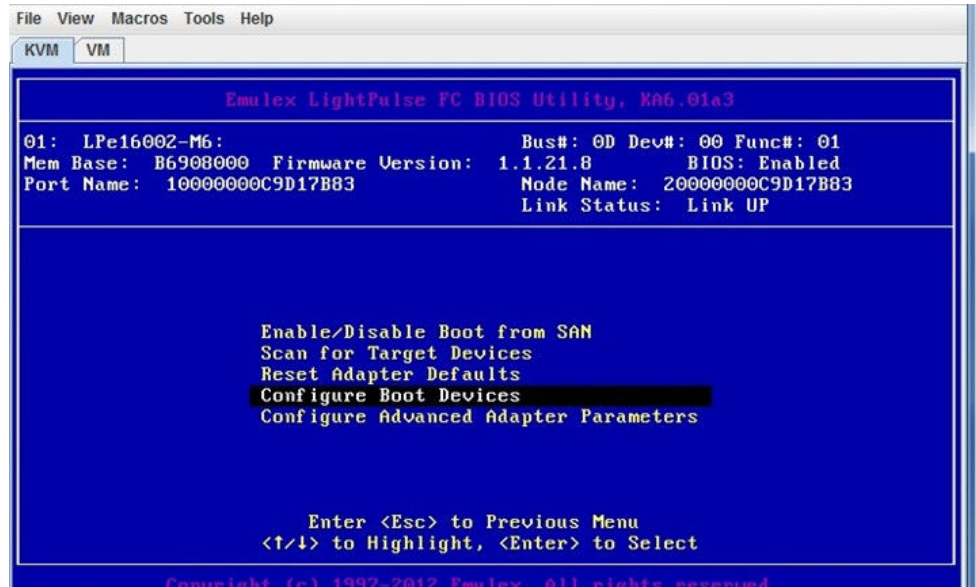 File View Macros Tools Help
KVM VM
Emulex LightPulse FC BIOS Utility, KA6.01a3
01: LPe16002-M6: Bus#: 0D Dev#: 00 Func#: 01
Mem Base: B6908000 Firmware Version: 1.1.21.8 BIOS: Enabled
Port Name: 10000000C9D17B83 Node Name: 20000000C9D17B83
Link Status: Link UP
Enable/Disable Boot from SAN
Scan for Target Devices
Reset Adapter Defaults
Configure Boot Devices
Configure Advanced Adapter Parameters
Enter <Esc> to Previous Menu
<↑/↓> to Highlight, <Enter> to Select
Copyright (c) 1997-2012 Emulex. All rights reserved